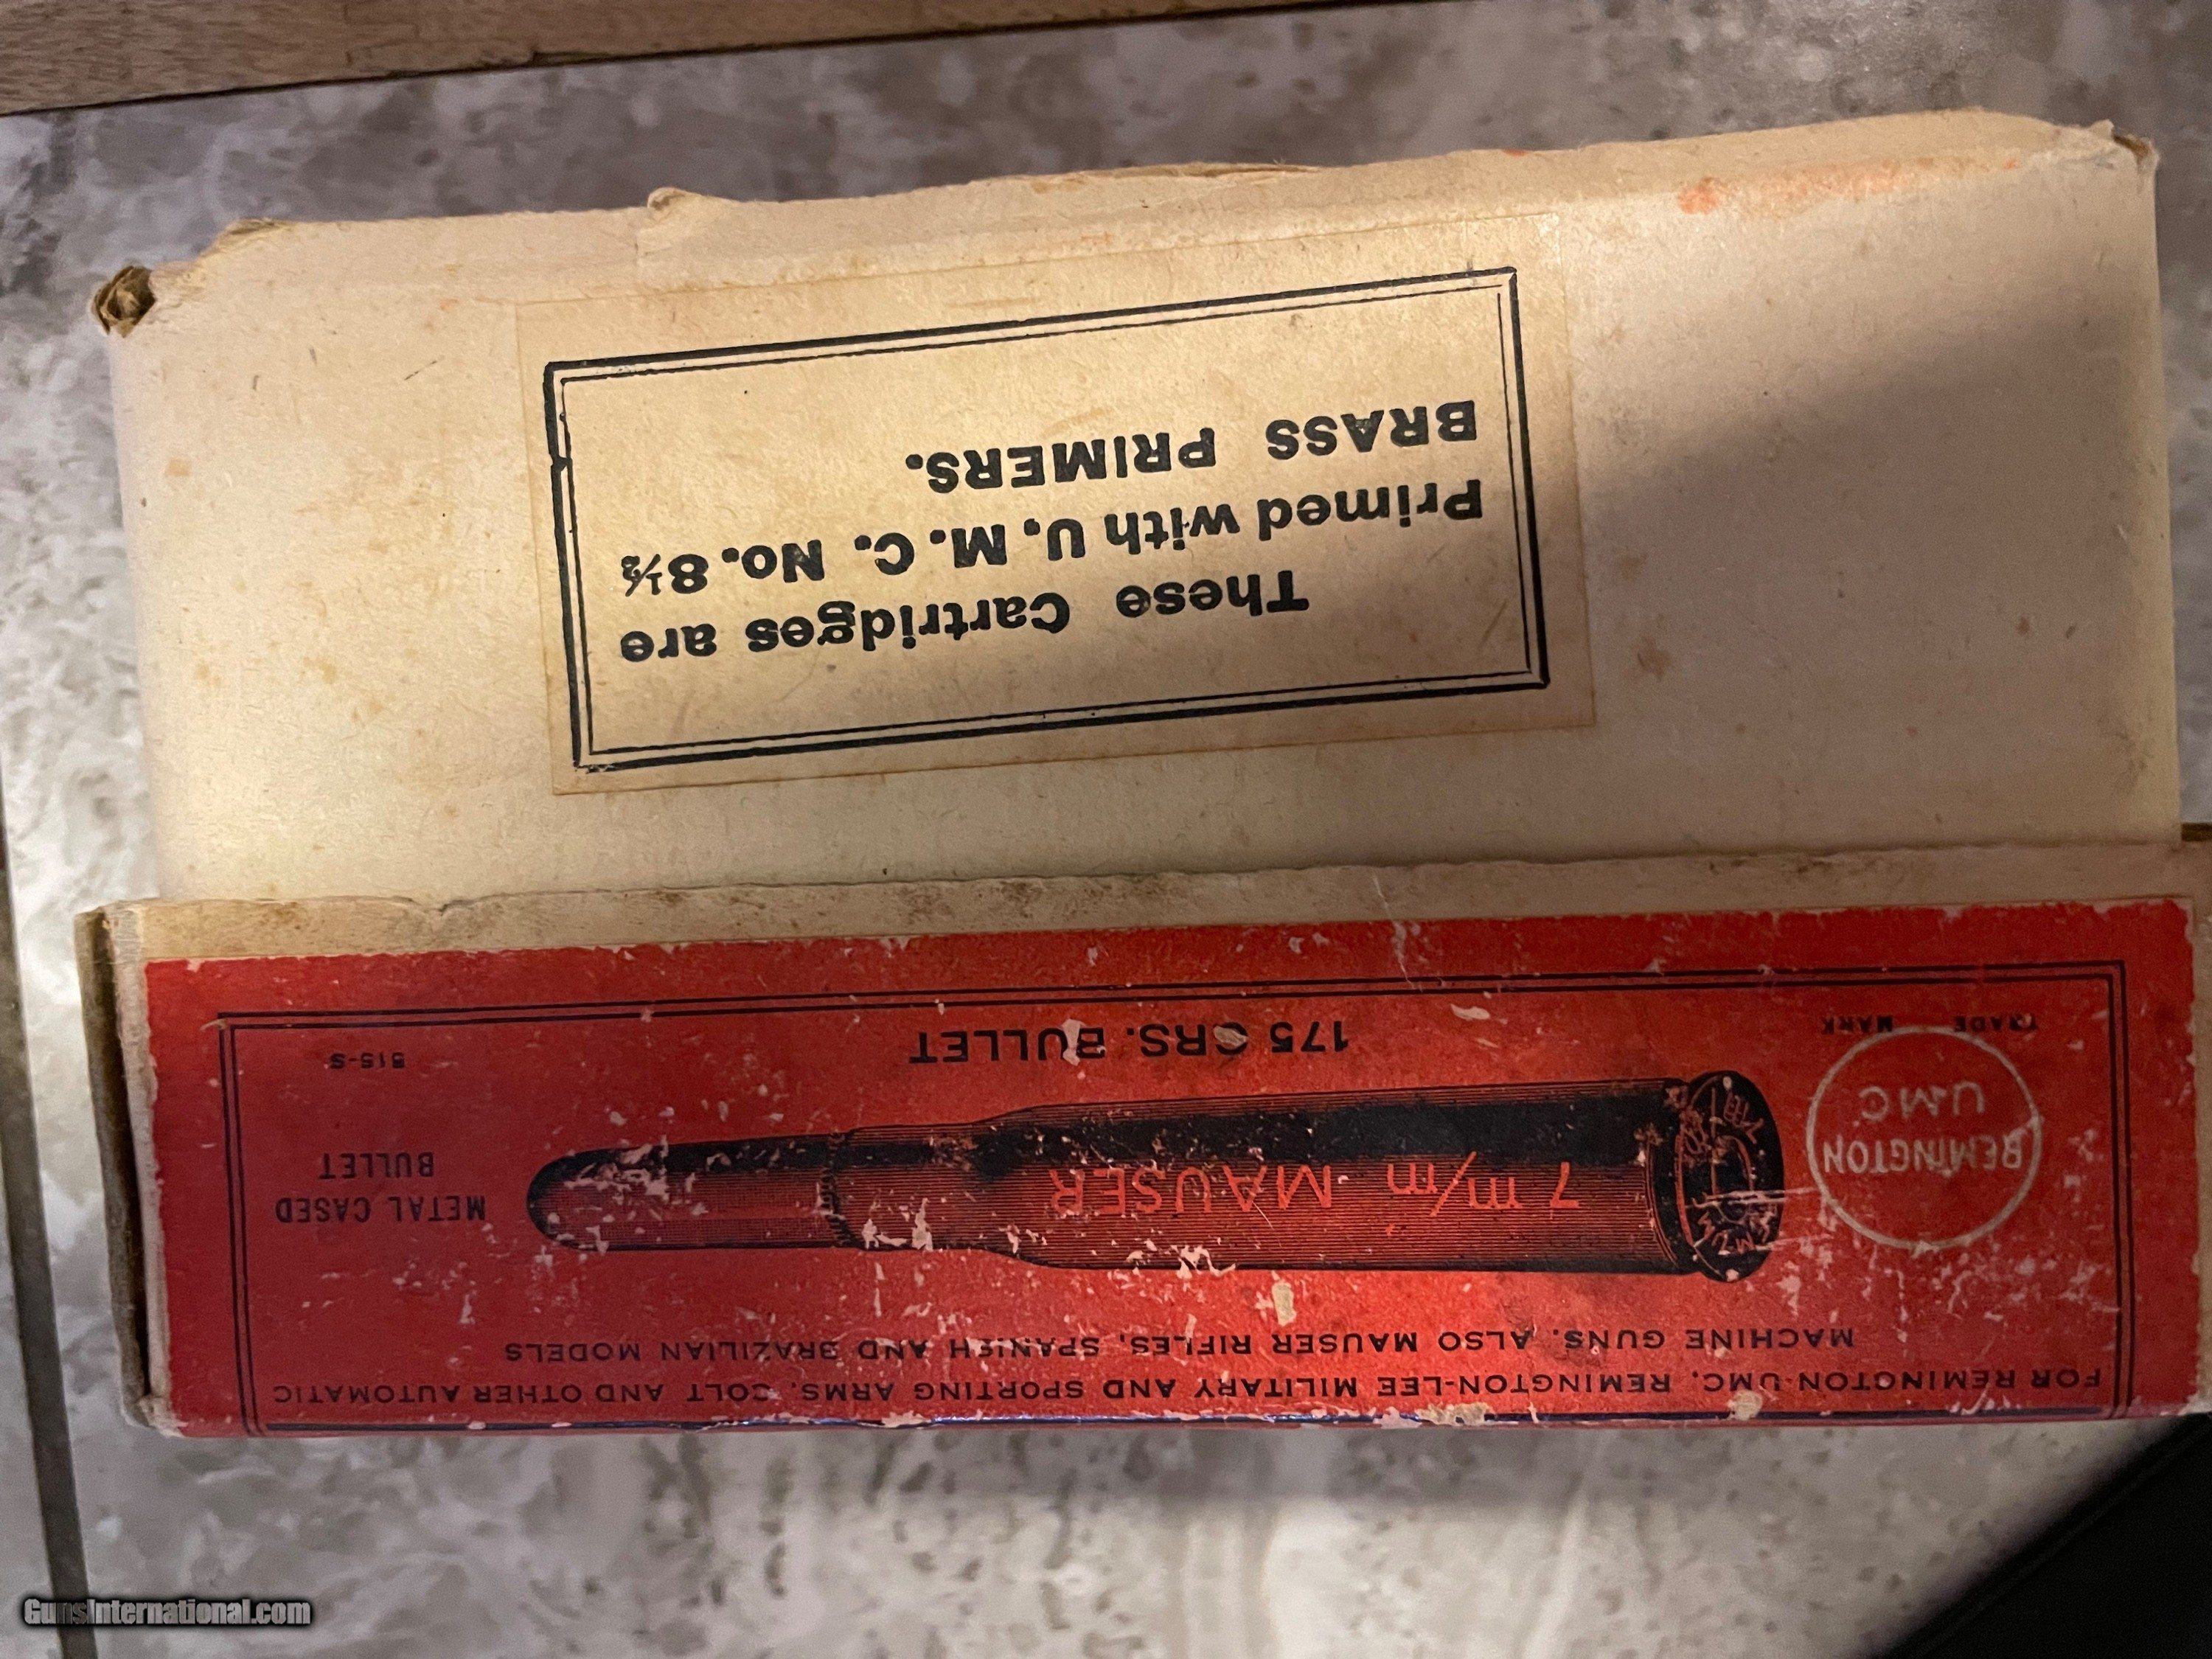 FOR REMINGTON-UMC, REMINGTON-LEE MILITARY AND SPORTING ARMS. COLT AND OTHER AUTOMATIC
MACHINE GUNS. ALSO MAUSER RIFLES, SPANISH AND BRAZILIAN MODELS
REMINGTON
UMC
TRADE MARK
7 m/m MAUSER
METAL CASED
BULLET
175 GRS. BULLET
515-S
These Cartridges are
Primed with U.M.C. No. 8½
BRASS PRIMERS.
GunsInternational.com